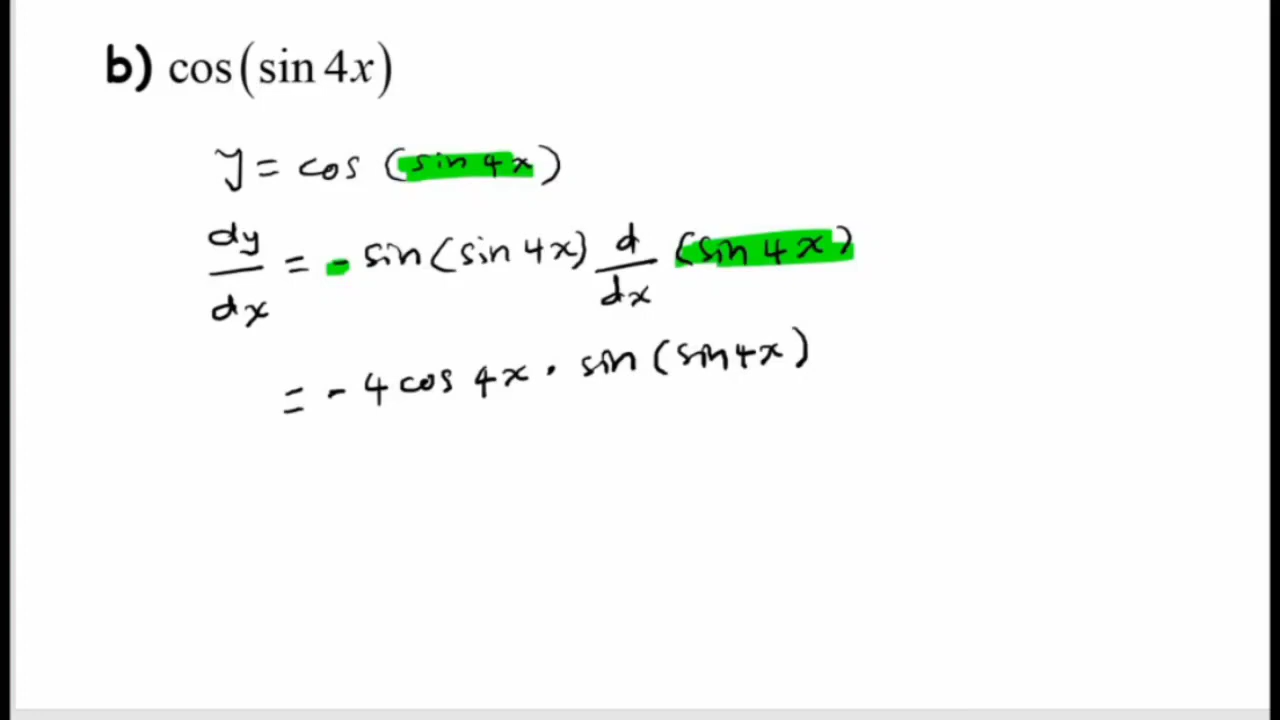 b) cos(sin 4x)
y = cos (sin 4x)
dy/dx = - sin (sin 4x) d/dx (sin 4x)
= - 4 cos 4x · sin (sin 4x)